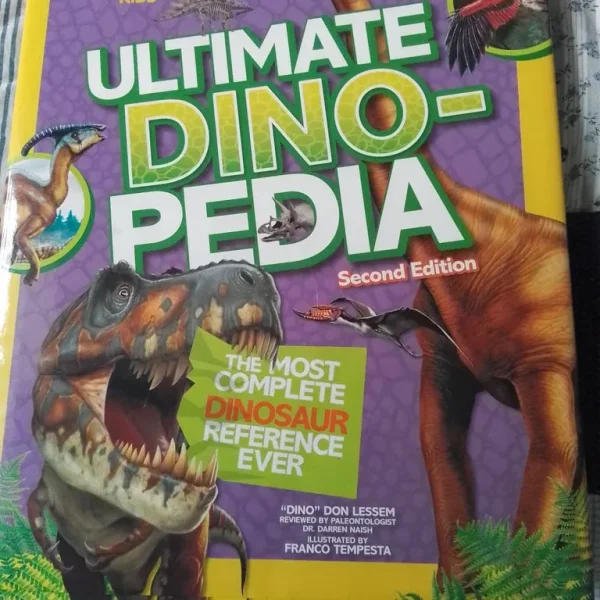 KIDS
ULTIMATE
DINO-
PEDIA
Second Edition
THE MOST
COMPLETE
DINOSAUR
REFERENCE
EVER
"DINO" DON LESSEM
REVIEWED BY PALEONTOLOGIST
DR. DARREN NAISH
ILLUSTRATED BY
FRANCO TEMPESTA